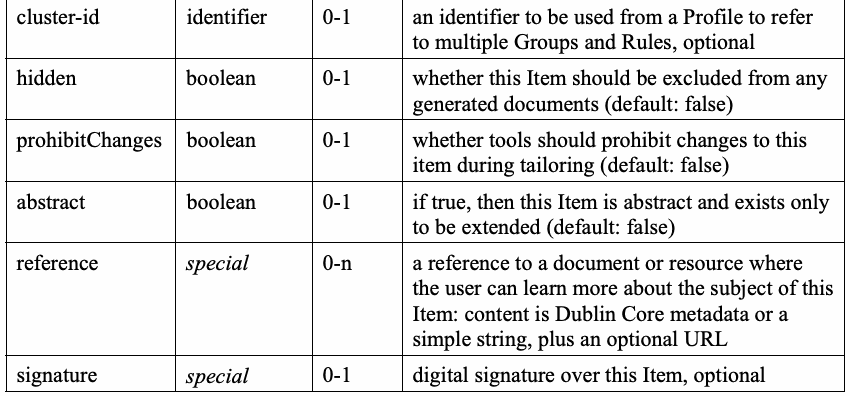 cluster-id identifier 0-1 an identifier to be used from a Profile to refer
to multiple Groups and Rules, optional
hidden boolean 0-1 whether this Item should be excluded from any
generated documents (default: false)
prohibitChanges boolean 0-1 whether tools should prohibit changes to this
item during tailoring (default: false)
abstract boolean 0-1 if true, then this Item is abstract and exists only
to be extended (default: false)
reference special 0-n a reference to a document or resource where
the user can learn more about the subject of this
Item: content is Dublin Core metadata or a
simple string, plus an optional URL
signature special 0-1 digital signature over this Item, optional